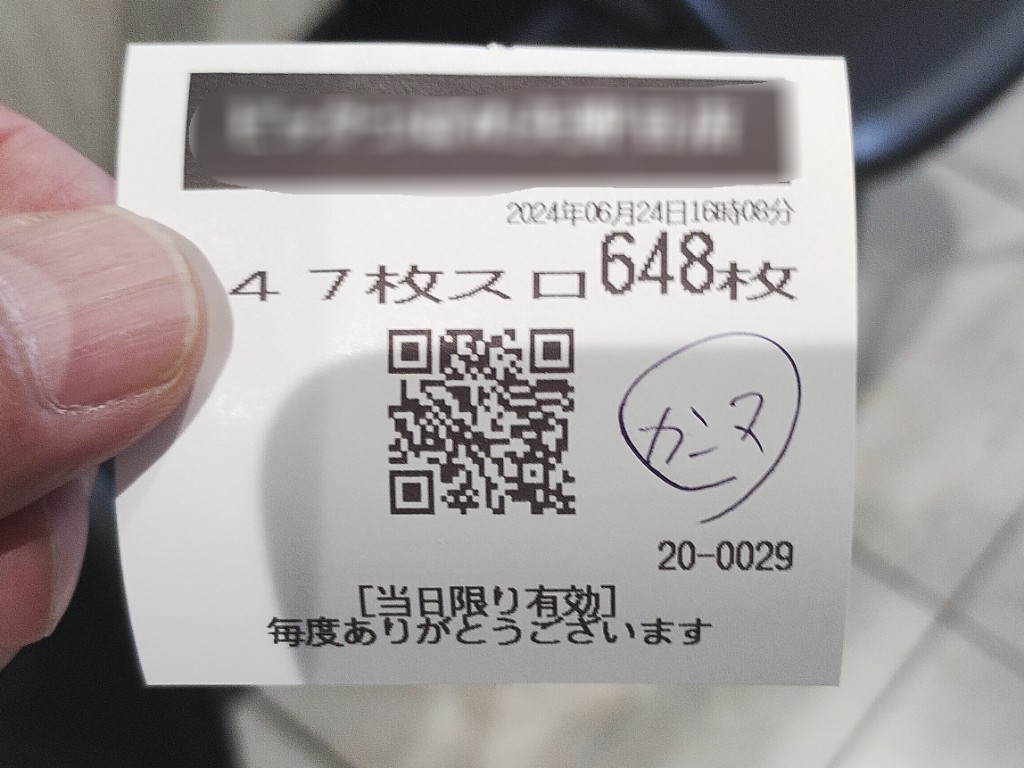 2024年06月24日16時08分
47枚スロ648枚
カニヌ
20-0029
[当日限り有効]
毎度ありがとうございます